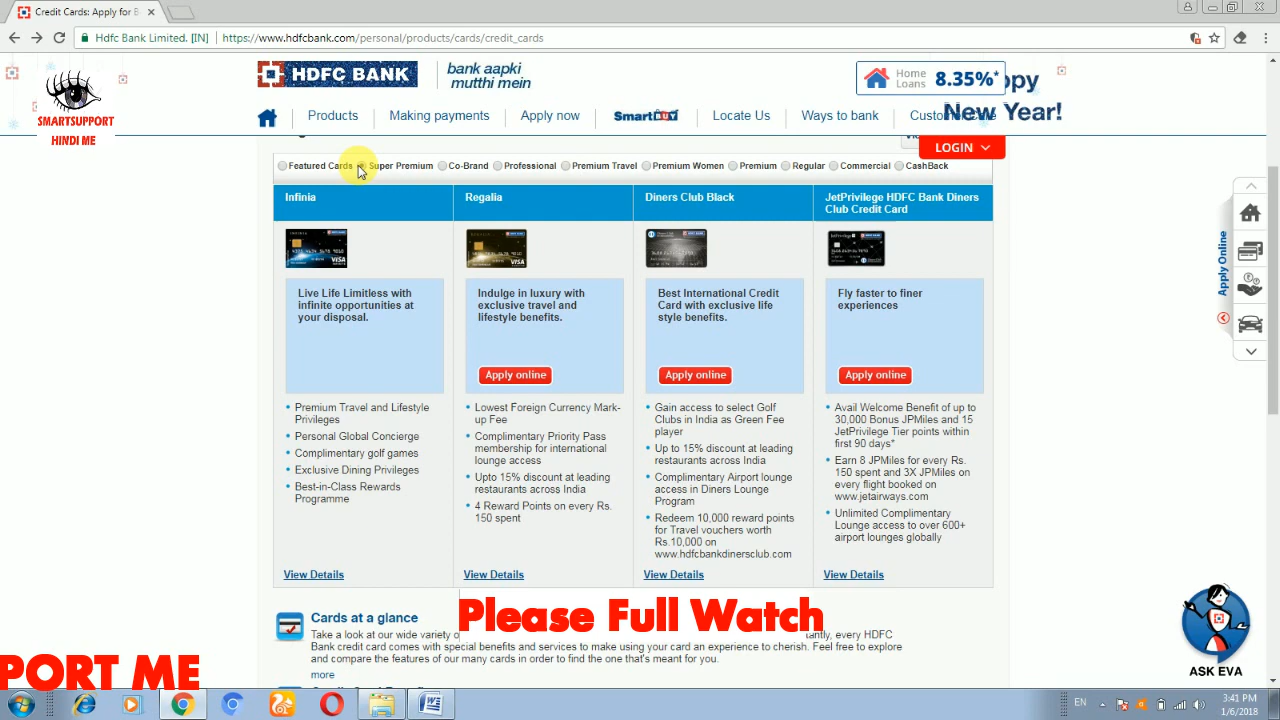 Credit Cards: Apply for B
Hdfc Bank Limited. [IN]
https://www.hdfcbank.com/personal/products/cards/credit_cards
SMARTSUPPORT
HINDI ME
HDFC BANK
bank aapki
mutthi mein
Home
Loans
8.35%*
ppy
New Year!
Products
Making payments
Apply now
SmartBuy
Locate Us
Ways to bank
Customer Care
LOGIN
Featured Cards
Super Premium
Co-Brand
Professional
Premium Travel
Premium Women
Premium
Regular
Commercial
CashBack
Infinia
Regalia
Diners Club Black
JetPrivilege HDFC Bank Diners
Club Credit Card
Live Life Limitless with
infinite opportunities at
your disposal.
Indulge in luxury with
exclusive travel and
lifestyle benefits.
Apply online
Best International Credit
Card with exclusive life
style benefits.
Apply online
Fly faster to finer
experiences
Apply online
Premium Travel and Lifestyle
Privileges
Personal Global Concierge
Complimentary golf games
Exclusive Dining Privileges
Best-in-Class Rewards
Programme
View Details
Lowest Foreign Currency Mark-
up Fee
Complimentary Priority Pass
membership for international
lounge access
Upto 15% discount at leading
restaurants across India
4 Reward Points on every Rs.
150 spent
View Details
Gain access to select Golf
Clubs in India as Green Fee
player
Up to 15% discount at leading
restaurants across India
Complimentary Airport lounge
access in Diners Lounge
Program
Redeem 10,000 reward points
for Travel vouchers worth
Rs.10,000 on
www.hdfcbankdinersclub.com
View Details
Avail Welcome Benefit of up to
30,000 Bonus JPMiles and 15
JetPrivilege Tier points within
first 90 days*
Earn 8 JPMiles for every Rs.
150 spent and 3X JPMiles on
every flight booked on
www.jetairways.com
Unlimited Complimentary
Lounge access to over 600+
airport lounges globally
View Details
Apply Online
Cards at a glance
Take a look at our wide variety o
tantly, every HDFC
Bank credit card comes with special benefits and services to make using your card an experience to cherish. Feel free to explore
and compare the features of our many cards in order to find the one that's meant for you.
more
Please Full Watch
PORT ME
ASK EVA
EN
3:41 PM
1/6/2018